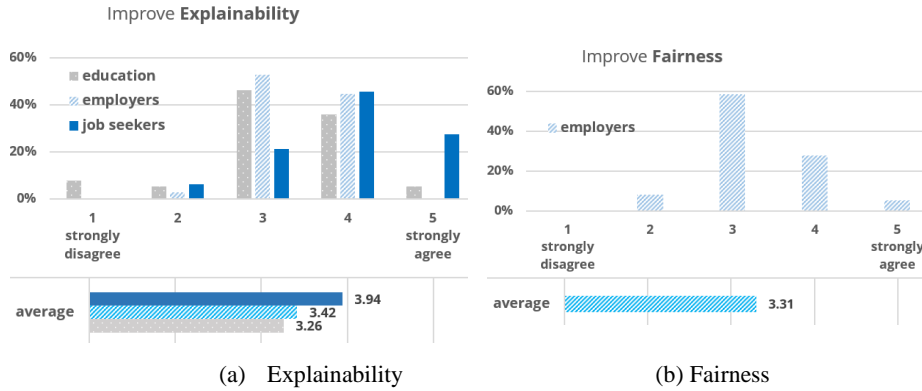 Improve Explainability
60%
education
employers
40%
job seekers
20%
0%
1 2 3 4 5
strongly disagree
strongly agree
average
3.94
3.42
3.26
(a) Explainability
Improve Fairness
60%
employers
40%
20%
0%
1 2 3 4 5
strongly disagree
strongly agree
average
3.31
(b) Fairness